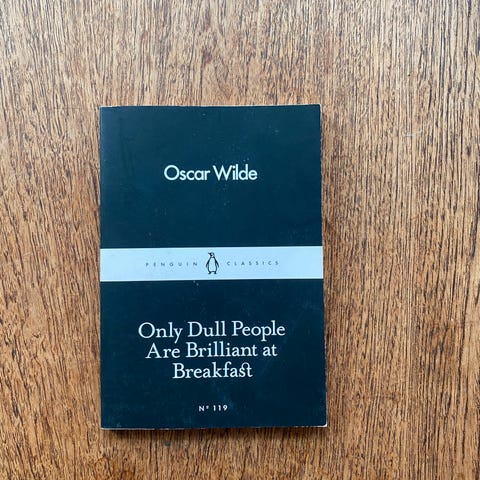 Oscar Wilde
PENGUIN CLASSICS
Only Dull People
Are Brilliant at
Breakfast
Nº 119